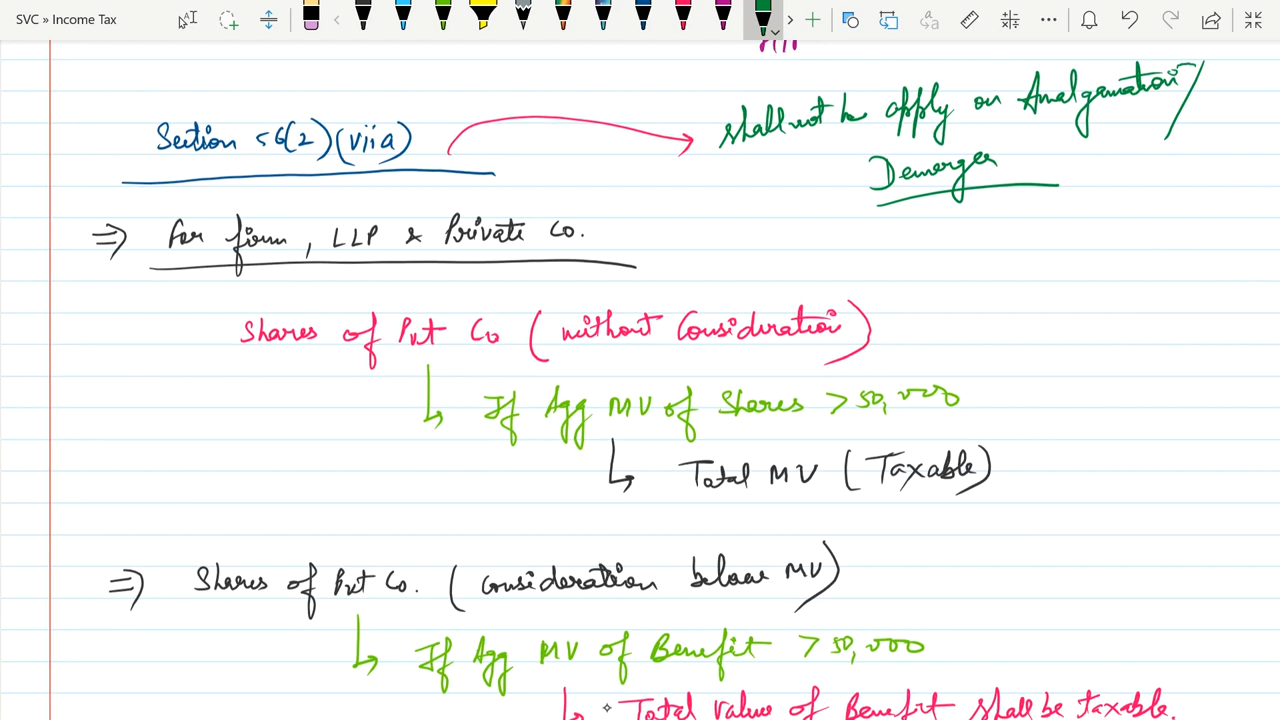 SVC » Income Tax
shall not be apply on Amalgamation/
Demerger
Section 56(2)(viia)
⇒ For firm, LLP & Private Co.
Shares of Pvt Co (without Consideration)
↳ If Agg MV of Shares > 50,000
↳ Total MV (Taxable)
⇒) Shares of Pvt Co. (Consideration below MV)
↳ If Agg MV of Benefit > 50,000
↳ Total value of Benefit shall be taxable.